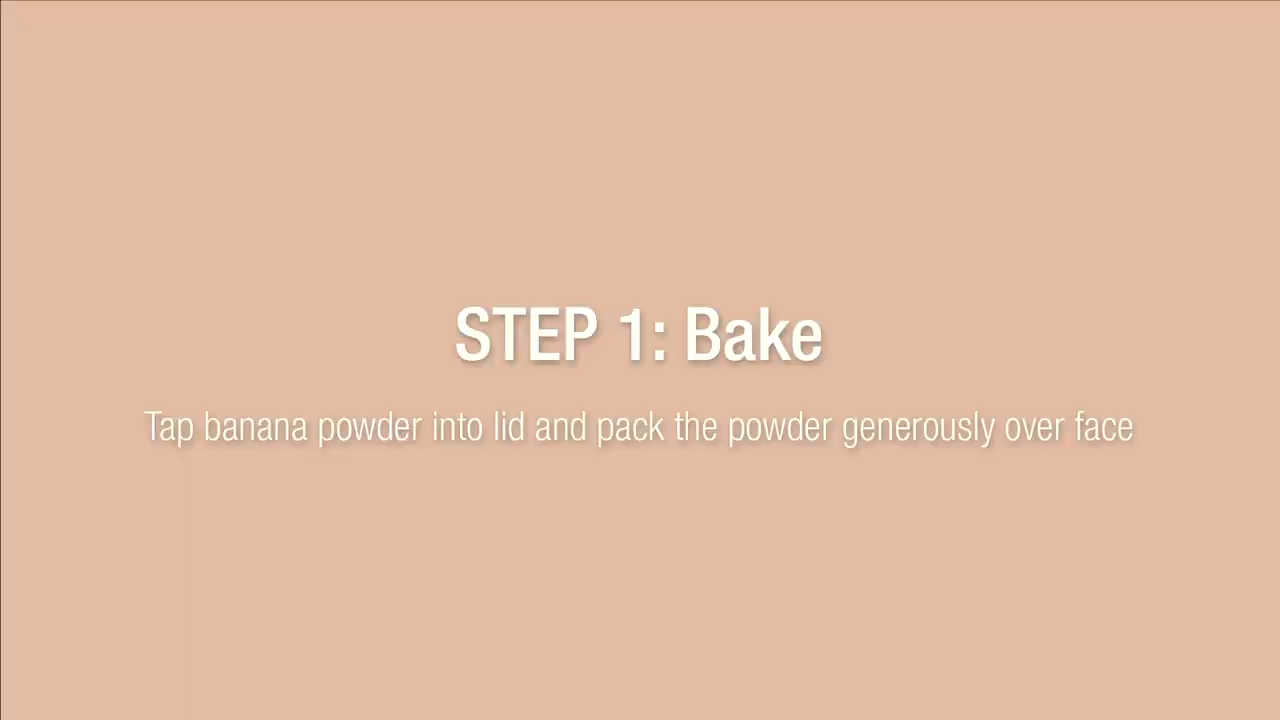 STEP 1: Bake
Tap banana powder into lid and pack the powder generously over face